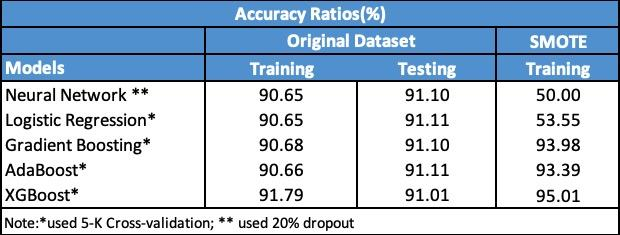 Accuracy Ratios(%)
Original Dataset SMOTE
Models Training Testing Training
Neural Network ** 90.65 91.10 50.00
Logistic Regression* 90.65 91.11 53.55
Gradient Boosting* 90.68 91.10 93.98
AdaBoost* 90.66 91.11 93.39
XGBoost* 91.79 91.01 95.01
Note:*used 5-K Cross-validation; ** used 20% dropout